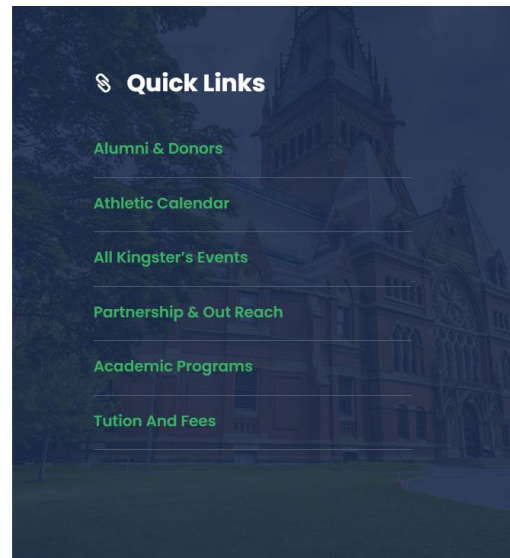 Quick Links
Alumni & Donors
Athletic Calendar
All Kingster's Events
Partnership & Out Reach
Academic Programs
Tution And Fees